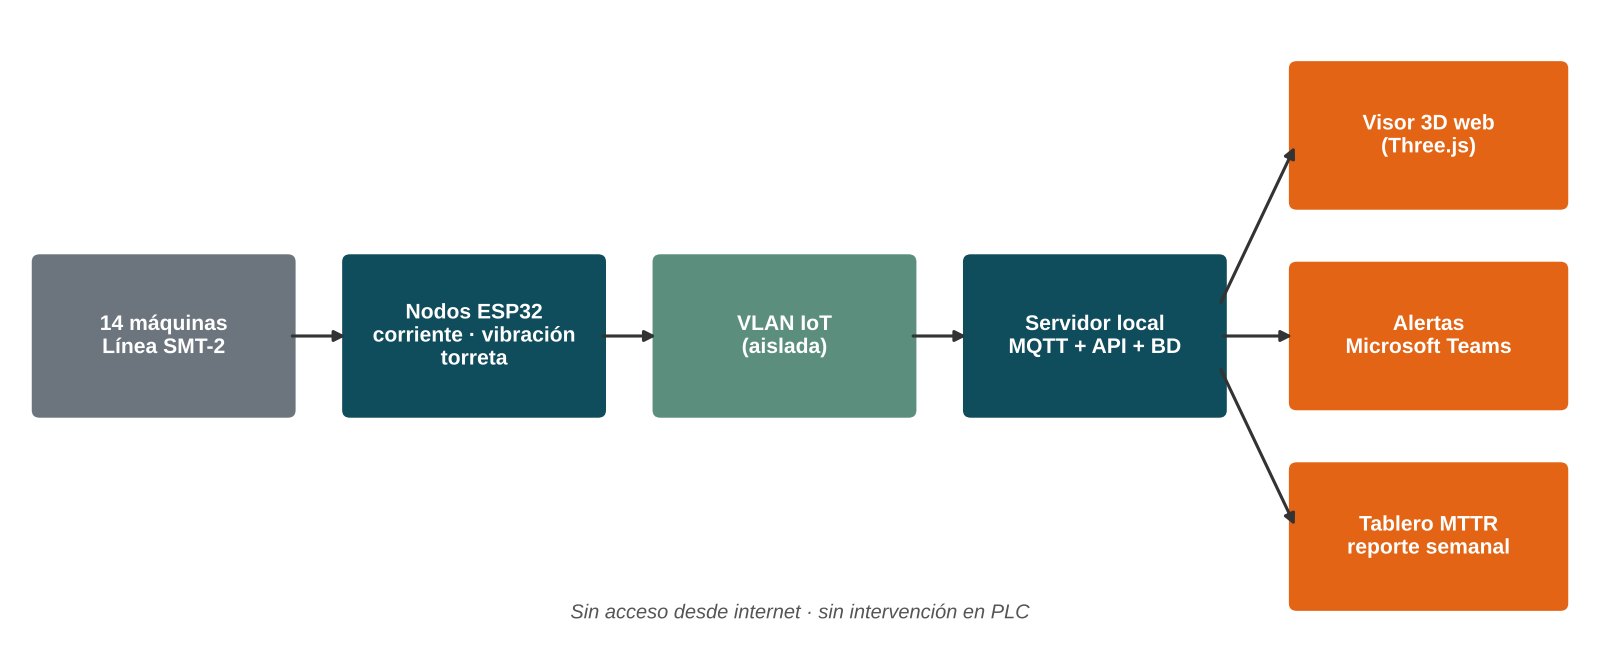 14 máquinas
Línea SMT-2
Nodos ESP32
corriente · vibración
torreta
VLAN IoT
(aislada)
Servidor local
MQTT + API + BD
Visor 3D web
(Three.js)
Alertas
Microsoft Teams
Tablero MTTR
reporte semanal
Sin acceso desde internet · sin intervención en PLC